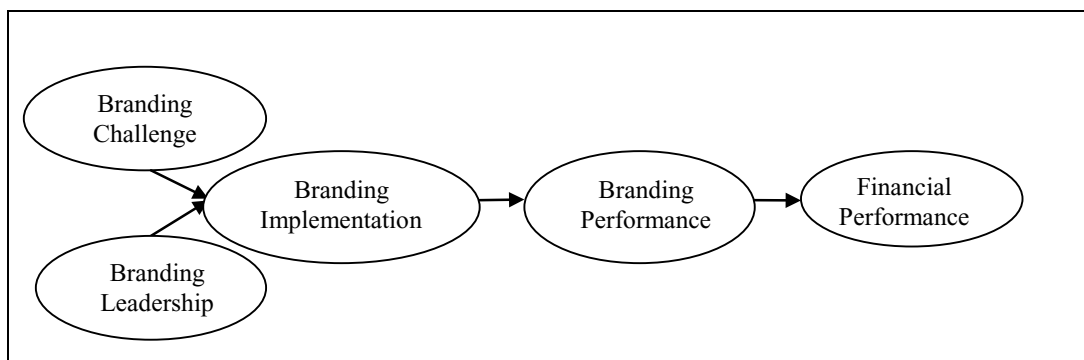 Branding
Challenge
Branding
Leadership
Branding
Implementation
Branding
Performance
Financial
Performance